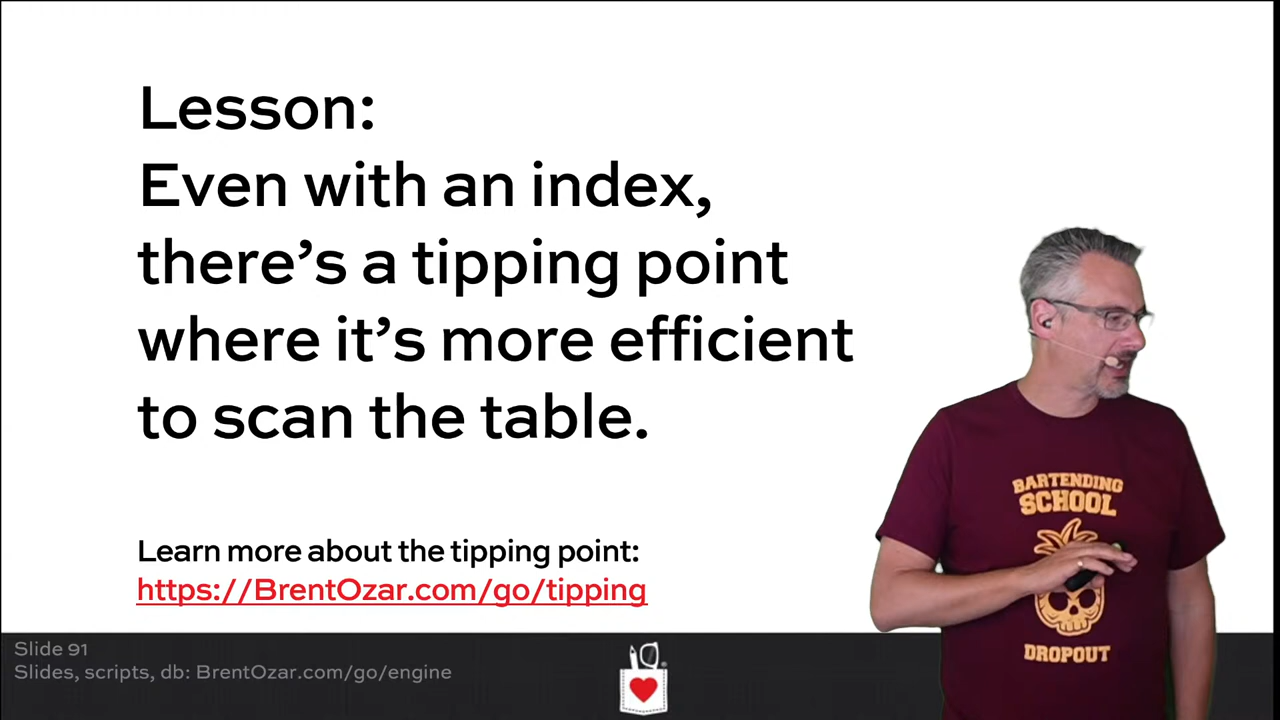 Lesson:
Even with an index,
there’s a tipping point
where it’s more efficient
to scan the table.
Learn more about the tipping point:
https://BrentOzar.com/go/tipping
BARTENDING
SCHOOL
DROPOUT
Slide 91
Slides, scripts, db: BrentOzar.com/go/engine